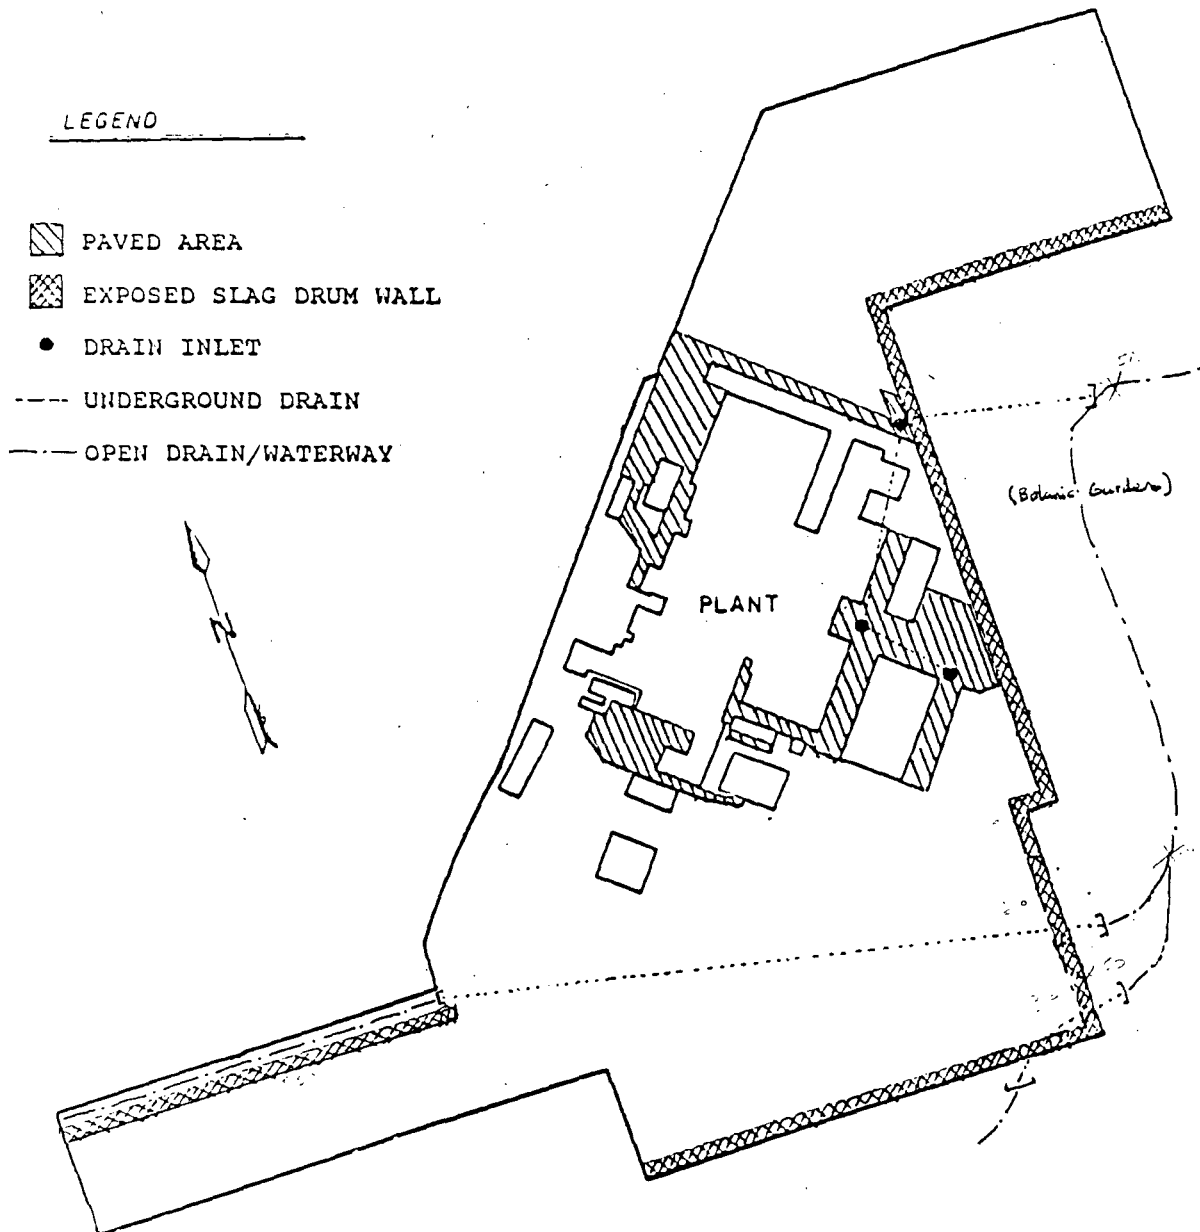 LEGEND
PAVED AREA
EXPOSED SLAG DRUM WALL
DRAIN INLET
UNDERGROUND DRAIN
OPEN DRAIN/WATERWAY
N
PLANT
(Botanic Gardens)